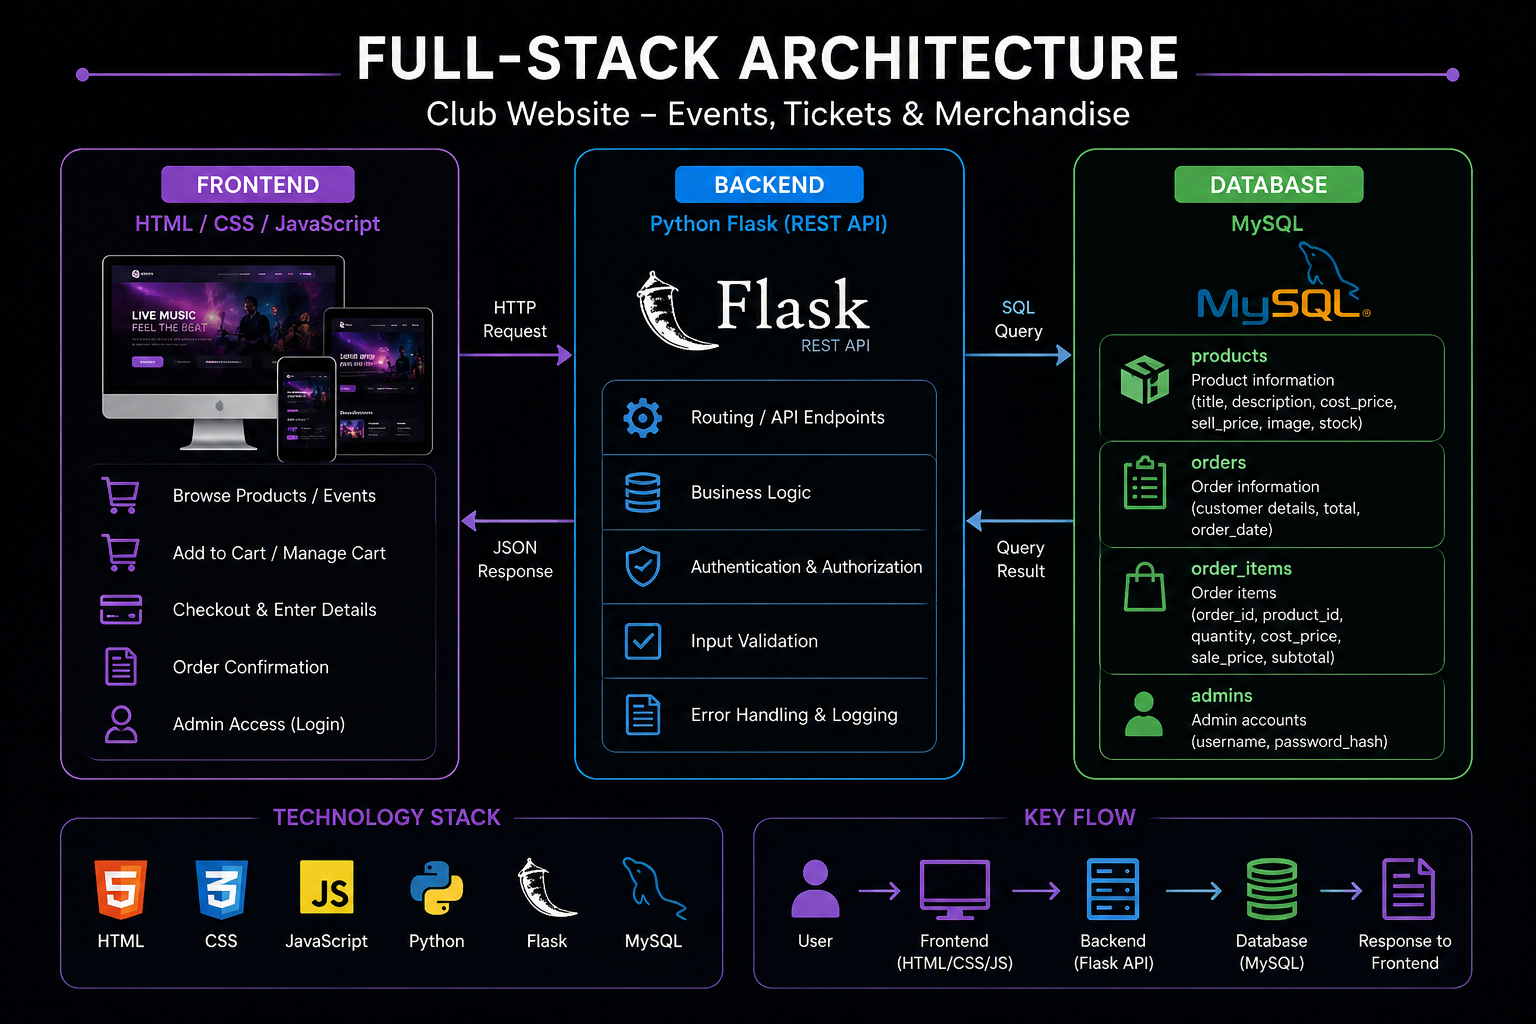 FULL-STACK ARCHITECTURE
Club Website – Events, Tickets & Merchandise
FRONTEND
HTML / CSS / JavaScript
LIVE MUSIC
FEEL THE BEAT
Browse Products / Events
Add to Cart / Manage Cart
Checkout & Enter Details
Order Confirmation
Admin Access (Login)
HTTP
Request
JSON
Response
BACKEND
Python Flask (REST API)
Flask
REST API
Routing / API Endpoints
Business Logic
Authentication & Authorization
Input Validation
Error Handling & Logging
SQL
Query
Query
Result
DATABASE
MySQL
MySQL®
products
Product information
(title, description, cost_price,
sell_price, image, stock)
orders
Order information
(customer details, total,
order_date)
order_items
Order items
(order_id, product_id,
quantity, cost_price,
sale_price, subtotal)
admins
Admin accounts
(username, password_hash)
TECHNOLOGY STACK
5
3
JS
HTML
CSS
JavaScript
Python
Flask
MySQL
KEY FLOW
User
Frontend
(HTML/CSS/JS)
Backend
(Flask API)
Database
(MySQL)
Response to
Frontend